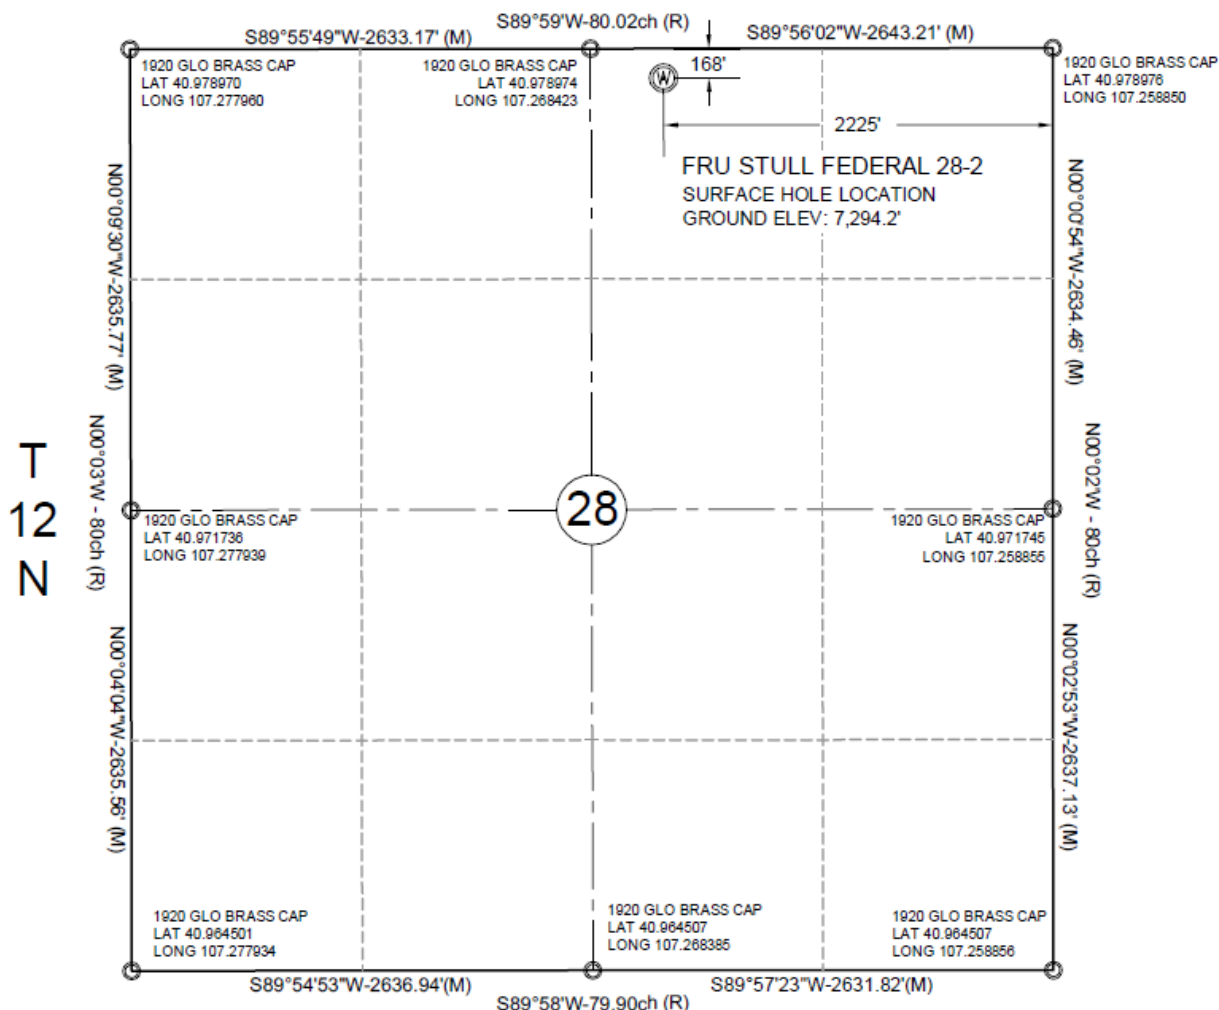 S89°59'W-80.02ch (R)
S89°55'49"W-2633.17' (M)
S89°56'02"W-2643.21' (M)
1920 GLO BRASS CAP
LAT 40.978970
LONG 107.277960
1920 GLO BRASS CAP
LAT 40.978974
LONG 107.268423
W
168'
1920 GLO BRASS CAP
LAT 40.978976
LONG 107.258850
2225'
FRU STULL FEDERAL 28-2
SURFACE HOLE LOCATION
GROUND ELEV: 7,294.2'
N00°09'30"W-2635.77' (M)
N00°00'54"W-2634.46' (M)
T
12
N
N00°03'W - 80ch (R)
28
N00°02'W - 80ch (R)
1920 GLO BRASS CAP
LAT 40.971736
LONG 107.277939
1920 GLO BRASS CAP
LAT 40.971745
LONG 107.258855
N00°04'04"W-2635.56' (M)
N00°02'53"W-2637.13' (M)
1920 GLO BRASS CAP
LAT 40.964501
LONG 107.277934
1920 GLO BRASS CAP
LAT 40.964507
LONG 107.268385
1920 GLO BRASS CAP
LAT 40.964507
LONG 107.258856
S89°54'53"W-2636.94'(M)
S89°57'23"W-2631.82'(M)
S89°58'W-79.90ch (R)